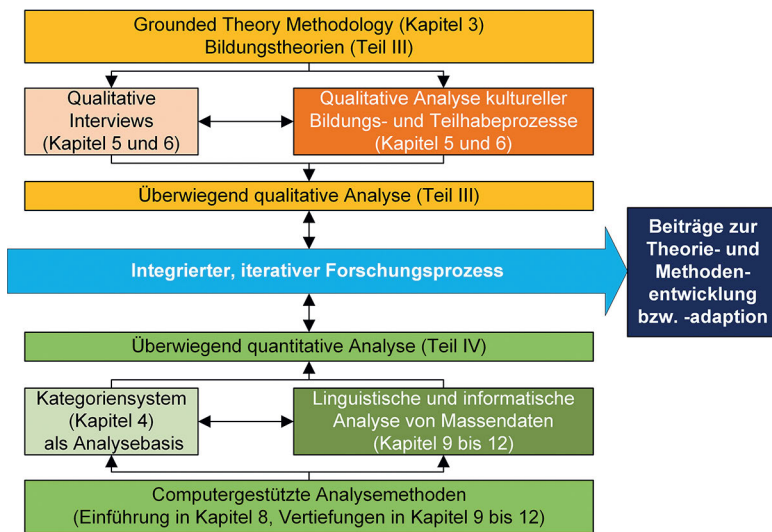 Grounded Theory Methodology (Kapitel 3)
Bildungstheorien (Teil III)
Qualitative
Interviews
(Kapitel 5 und 6)
Qualitative Analyse kultureller
Bildungs- und Teilhabeprozesse
(Kapitel 5 und 6)
Überwiegend qualitative Analyse (Teil III)
Integrierter, iterativer Forschungsprozess
Beiträge zur
Theorie- und
Methoden-
entwicklung
bzw. -adaption
Überwiegend quantitative Analyse (Teil IV)
Kategoriensystem
(Kapitel 4)
als Analysebasis
Linguistische und informatische
Analyse von Massendaten
(Kapitel 9 bis 12)
Computergestützte Analysemethoden
(Einführung in Kapitel 8, Vertiefungen in Kapitel 9 bis 12)